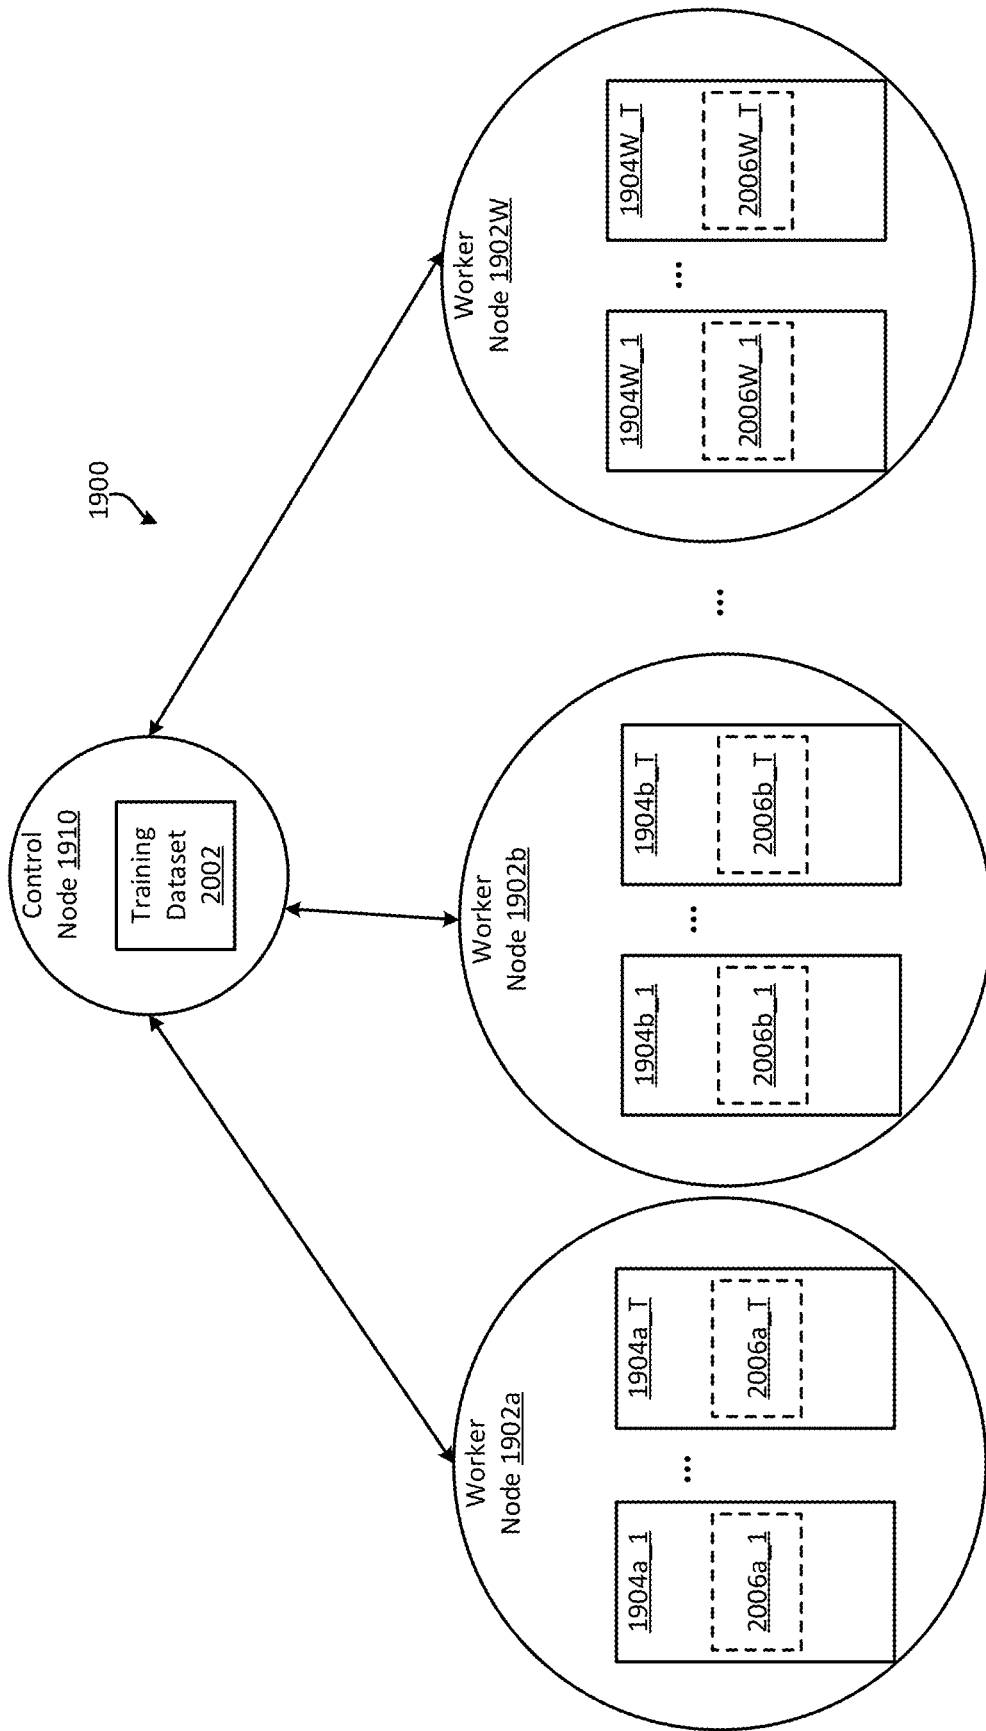 1900
Control
Node 1910
Training
Dataset
2002
Worker
Node 1902a
1904a_1
2006a_1
...
1904a_T
2006a_T
Worker
Node 1902b
1904b_1
2006b_1
...
1904b_T
2006b_T
...
Worker
Node 1902W
1904W_1
2006W_1
...
1904W_T
2006W_T